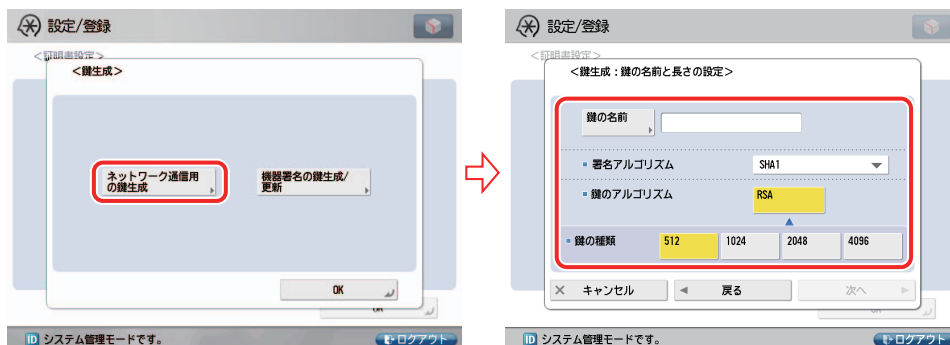 設定/登録
<証明書設定>
<鍵生成>
ネットワーク通信用
の鍵生成
機器署名の鍵生成/
更新
OK
OK
ID システム管理モードです。
ログアウト
設定/登録
<証明書設定>
<鍵生成：鍵の名前と長さの設定>
鍵の名前
署名アルゴリズム
SHA1
鍵のアルゴリズム
RSA
鍵の種類
512
1024
2048
4096
キャンセル
戻る
次へ
OK
ID システム管理モードです。
ログアウト